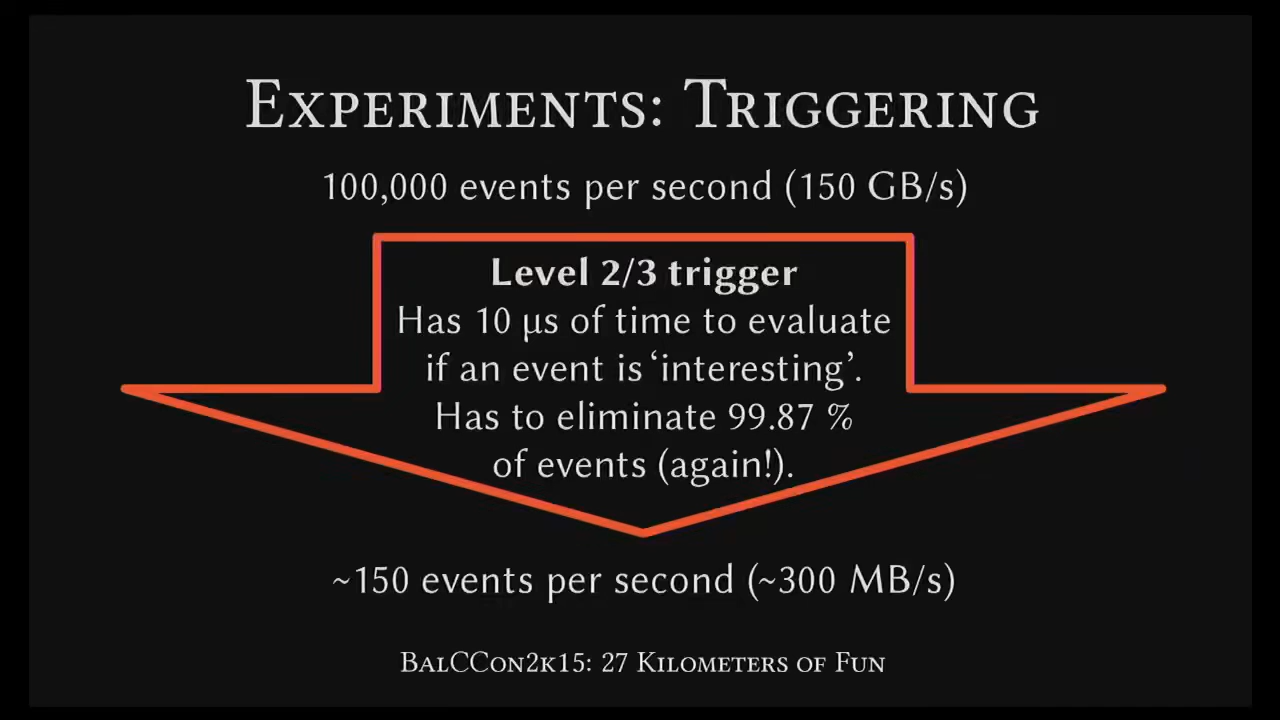 Experiments: Triggering
100,000 events per second (150 GB/s)
Level 2/3 trigger
Has 10 µs of time to evaluate
if an event is ‘interesting’.
Has to eliminate 99.87 %
of events (again!).
~150 events per second (~300 MB/s)
BalCCon2k15: 27 Kilometers of Fun